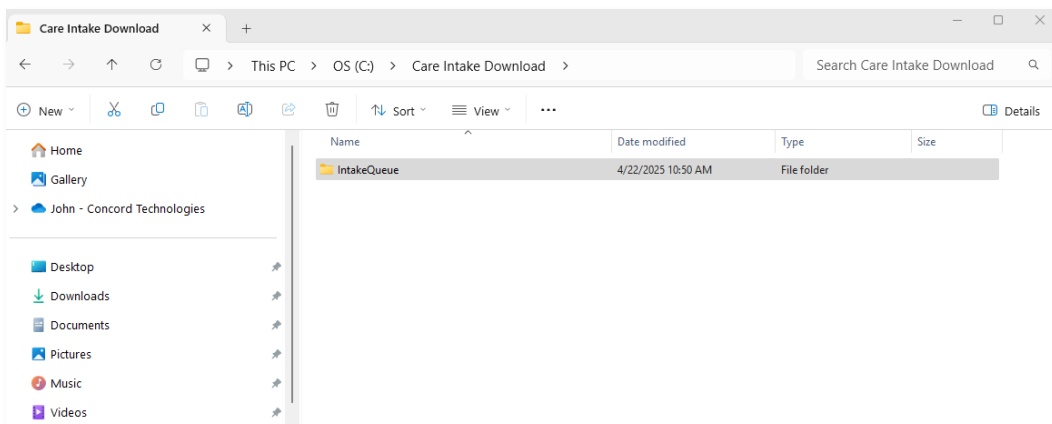 Care Intake Download
This PC > OS (C:) > Care Intake Download >
Search Care Intake Download
New
Sort
View
Details
Name Date modified Type Size
IntakeQueue 4/22/2025 10:50 AM File folder
Home
Gallery
John - Concord Technologies
Desktop
Downloads
Documents
Pictures
Music
Videos